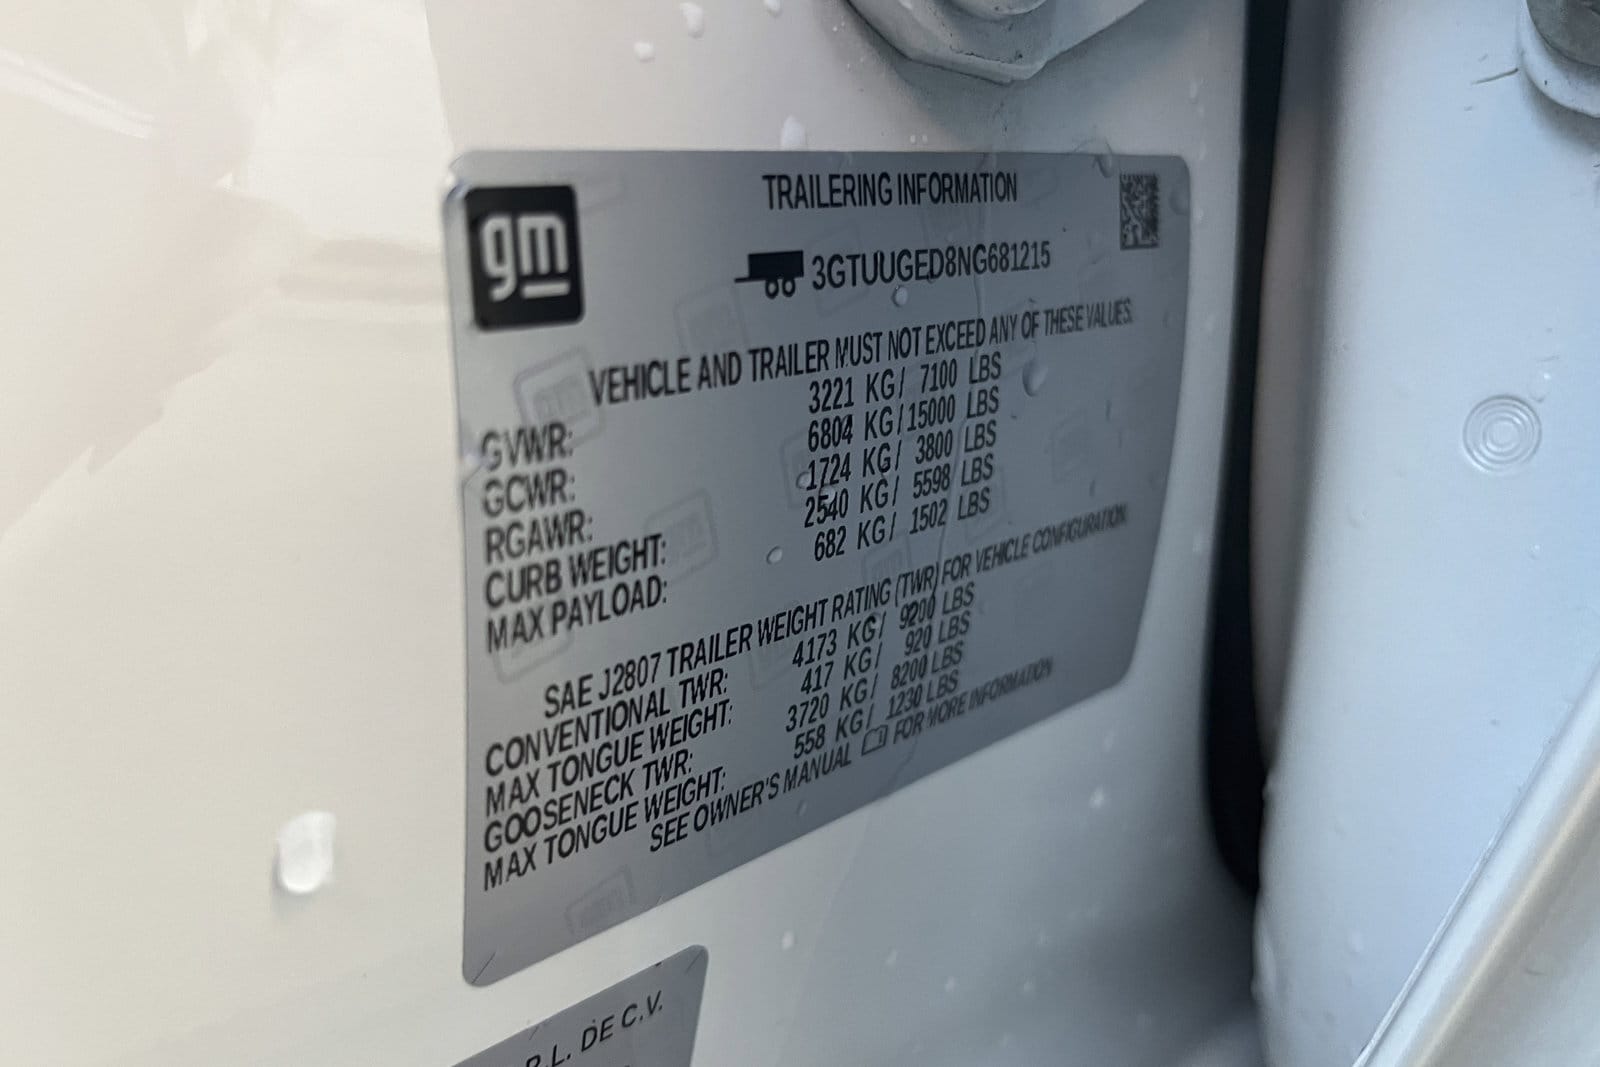 gm
TRAILERING INFORMATION
3GTUUGED8NG681215
VEHICLE AND TRAILER MUST NOT EXCEED ANY OF THESE VALUES.
GVWR: 3221 KG/ 7100 LBS
GCWR: 6804 KG/15000 LBS
RGAWR: 1724 KG/ 3800 LBS
CURB WEIGHT: 2540 KG/ 5598 LBS
MAX PAYLOAD: 682 KG/ 1502 LBS
SAE J2807 TRAILER WEIGHT RATING (TWR) FOR VEHICLE CONFIGURATION.
CONVENTIONAL TWR: 4173 KG/ 9200 LBS
MAX TONGUE WEIGHT: 417 KG/ 920 LBS
GOOSENECK TWR: 3720 KG/ 8200 LBS
MAX TONGUE WEIGHT: 558 KG/ 1230 LBS
SEE OWNER'S MANUAL FOR MORE INFORMATION
R.L. DE C.V.